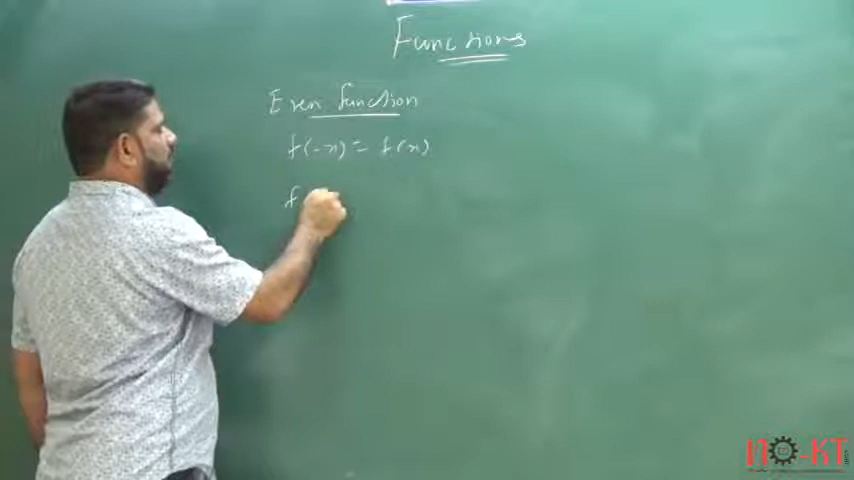 Functions
Even function
f(-x) = f(x)
f